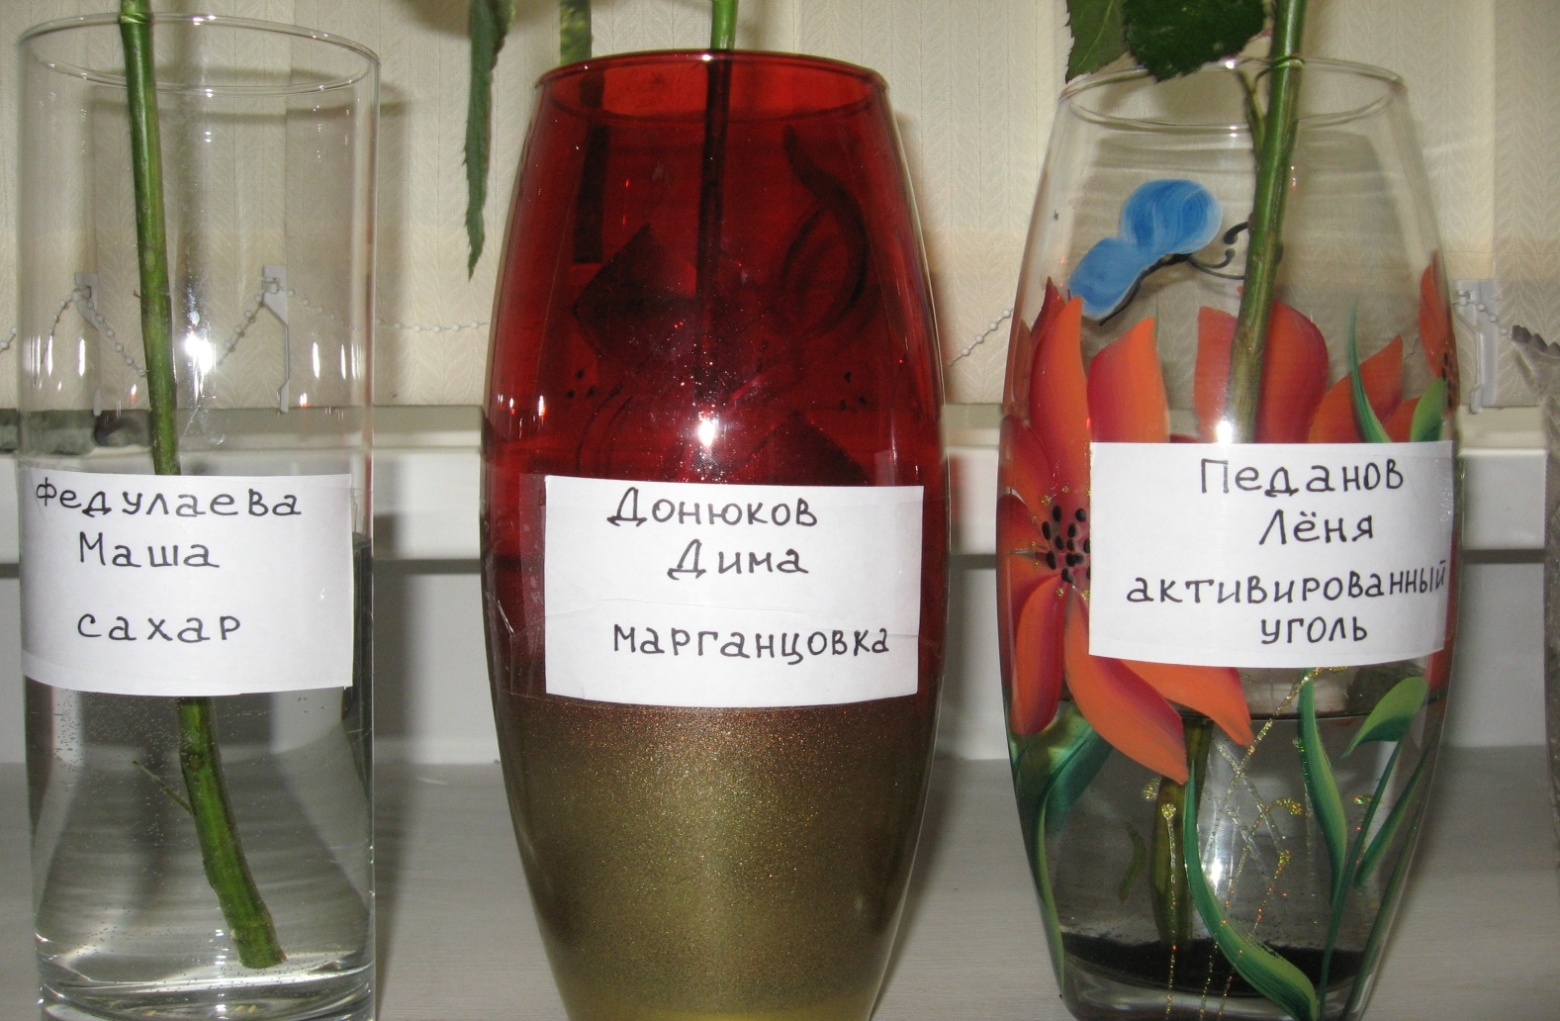 Федулаева
Маша
сахар
Донюков
Дима
марганцовка
Педанов
Лёня
активированный
уголь